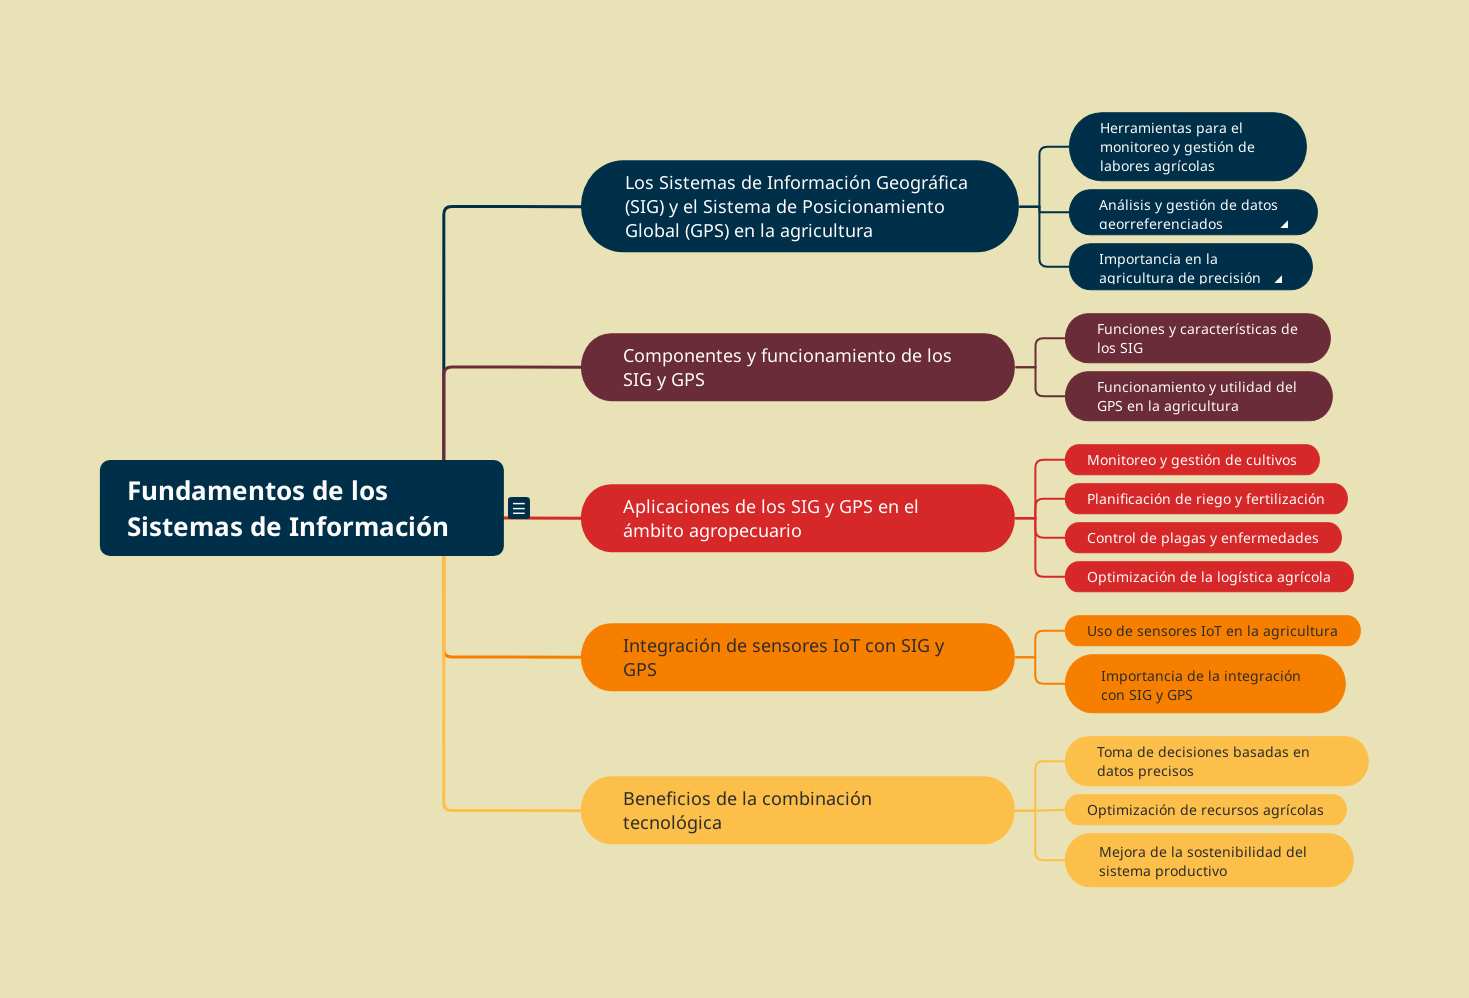 Fundamentos de los
Sistemas de Información
Los Sistemas de Información Geográfica
(SIG) y el Sistema de Posicionamiento
Global (GPS) en la agricultura
Herramientas para el
monitoreo y gestión de
labores agrícolas
Análisis y gestión de datos
georreferenciados
Importancia en la
agricultura de precisión
Componentes y funcionamiento de los
SIG y GPS
Funciones y características de
los SIG
Funcionamiento y utilidad del
GPS en la agricultura
Aplicaciones de los SIG y GPS en el
ámbito agropecuario
Monitoreo y gestión de cultivos
Planificación de riego y fertilización
Control de plagas y enfermedades
Optimización de la logística agrícola
Integración de sensores IoT con SIG y
GPS
Uso de sensores IoT en la agricultura
Importancia de la integración
con SIG y GPS
Beneficios de la combinación
tecnológica
Toma de decisiones basadas en
datos precisos
Optimización de recursos agrícolas
Mejora de la sostenibilidad del
sistema productivo